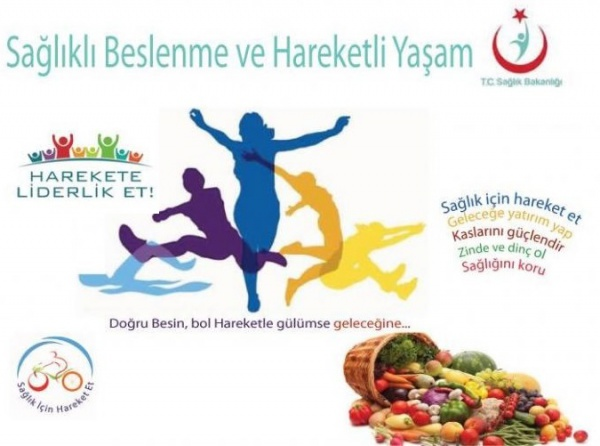 Sağlıklı Beslenme ve Hareketli Yaşam
T.C. Sağlık Bakanlığı
HAREKETE
LİDERLİK ET!
Sağlık için hareket et
Geleceğe yatırım yap
Kaslarını güçlendir
Zinde ve dinç ol
Sağlığını koru
Doğru Besin, bol Hareketle gülümse geleceğine...
Sağlık İçin Hareket Et